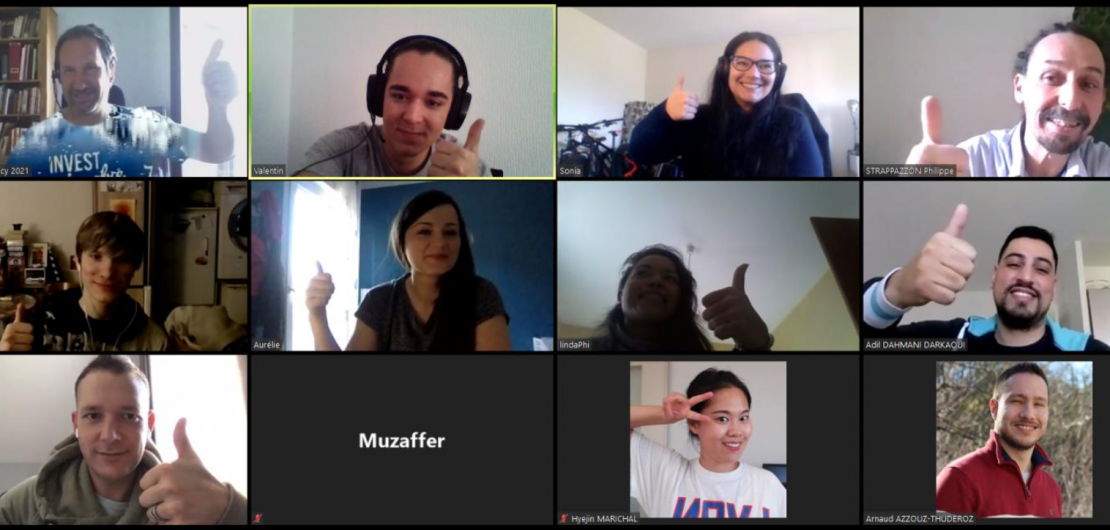 INVEST
cy 2021
Valentin
Sonia
STRAPPAZZON Philippe
Aurélie
lindaPhi
Adil DAHMANI DARKAOUI
Muzaffer
Hyejin MARICHAL
Arnaud AZZOUZ-THUDEROZ